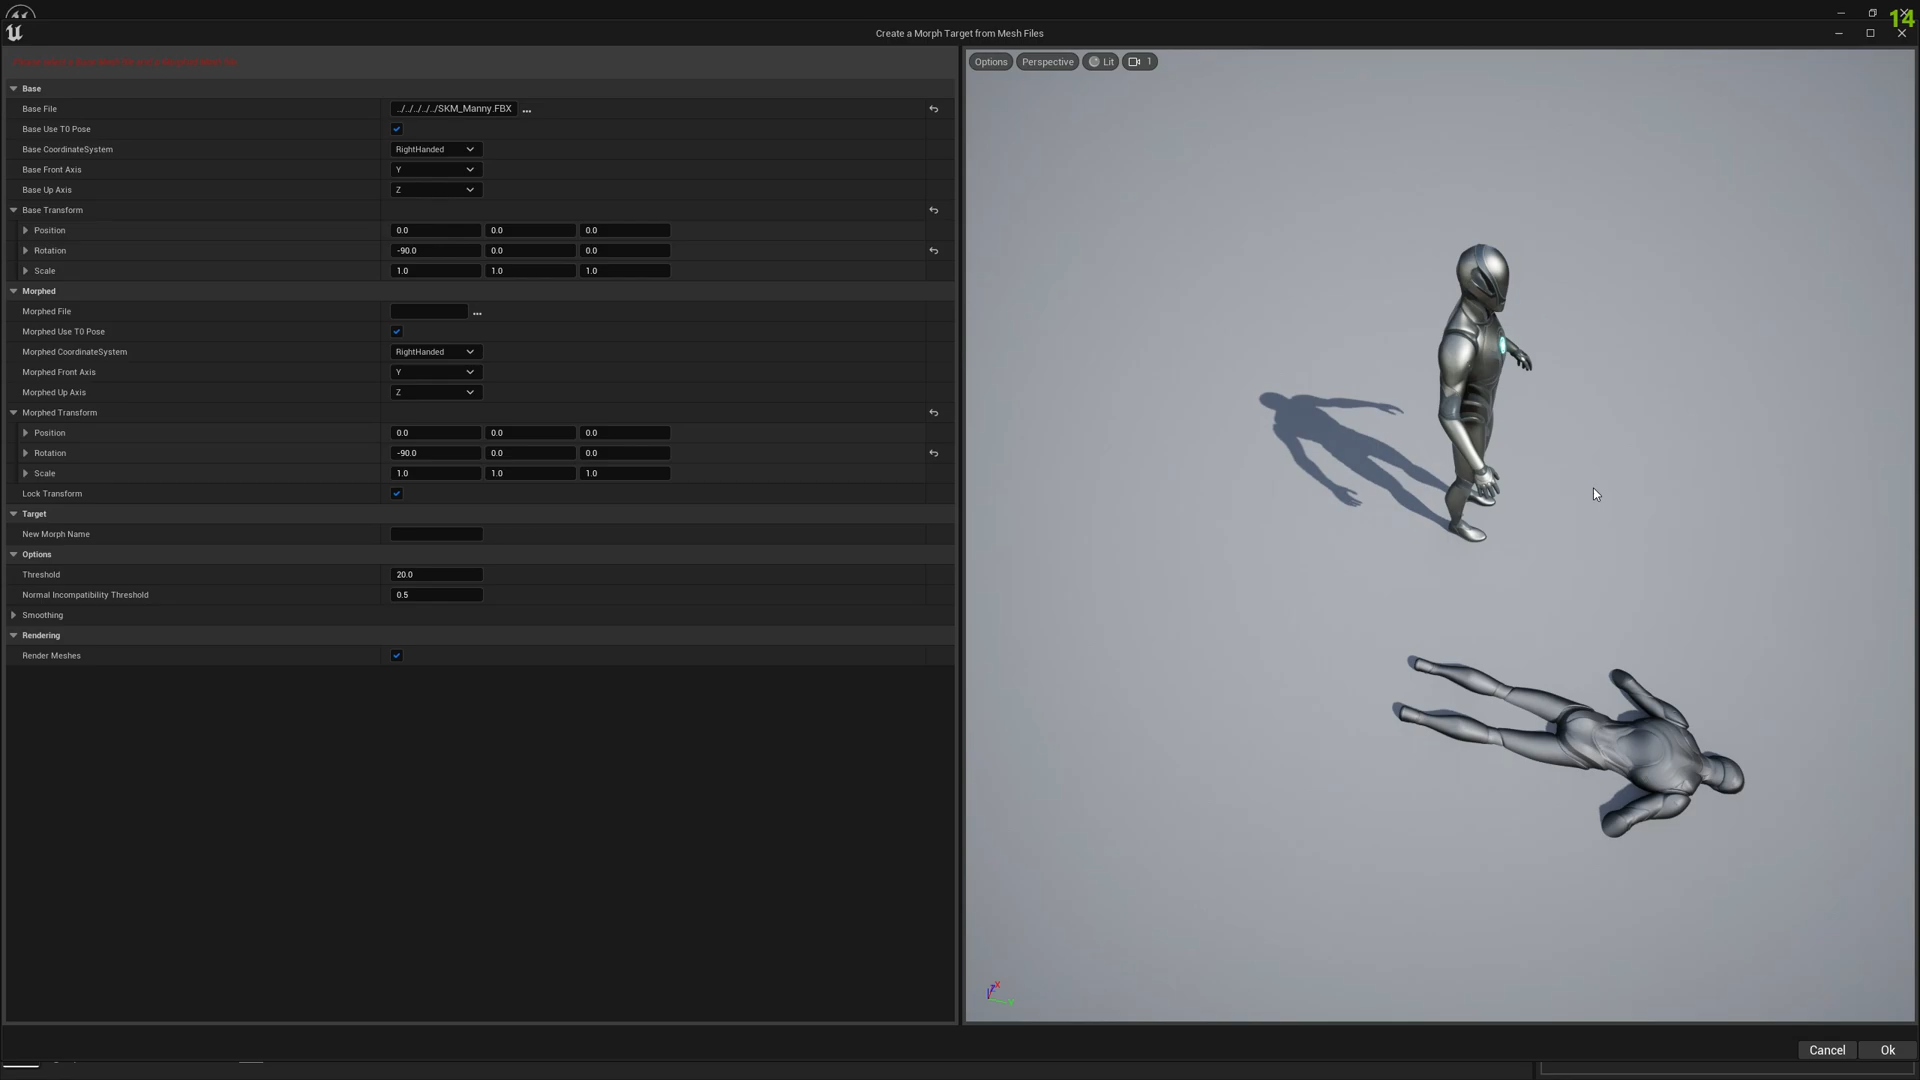 14
Create a Morph Target from Mesh Files
Base
Base File ../../../../../SKM_Manny.FBX ...
Base Use T0 Pose
Base CoordinateSystem RightHanded
Base Front Axis Y
Base Up Axis Z
Base Transform
Position 0.0 0.0 0.0
Rotation -90.0 0.0 0.0
Scale 1.0 1.0 1.0
Morphed
Morphed File ...
Morphed Use T0 Pose
Morphed CoordinateSystem RightHanded
Morphed Front Axis Y
Morphed Up Axis Z
Morphed Transform
Position 0.0 0.0 0.0
Rotation -90.0 0.0 0.0
Scale 1.0 1.0 1.0
Lock Transform
Target
New Morph Name
Options
Threshold 20.0
Normal Incompatibility Threshold 0.5
Smoothing
Rendering
Render Meshes
Options Perspective Lit 1
Z X Y
Cancel Ok